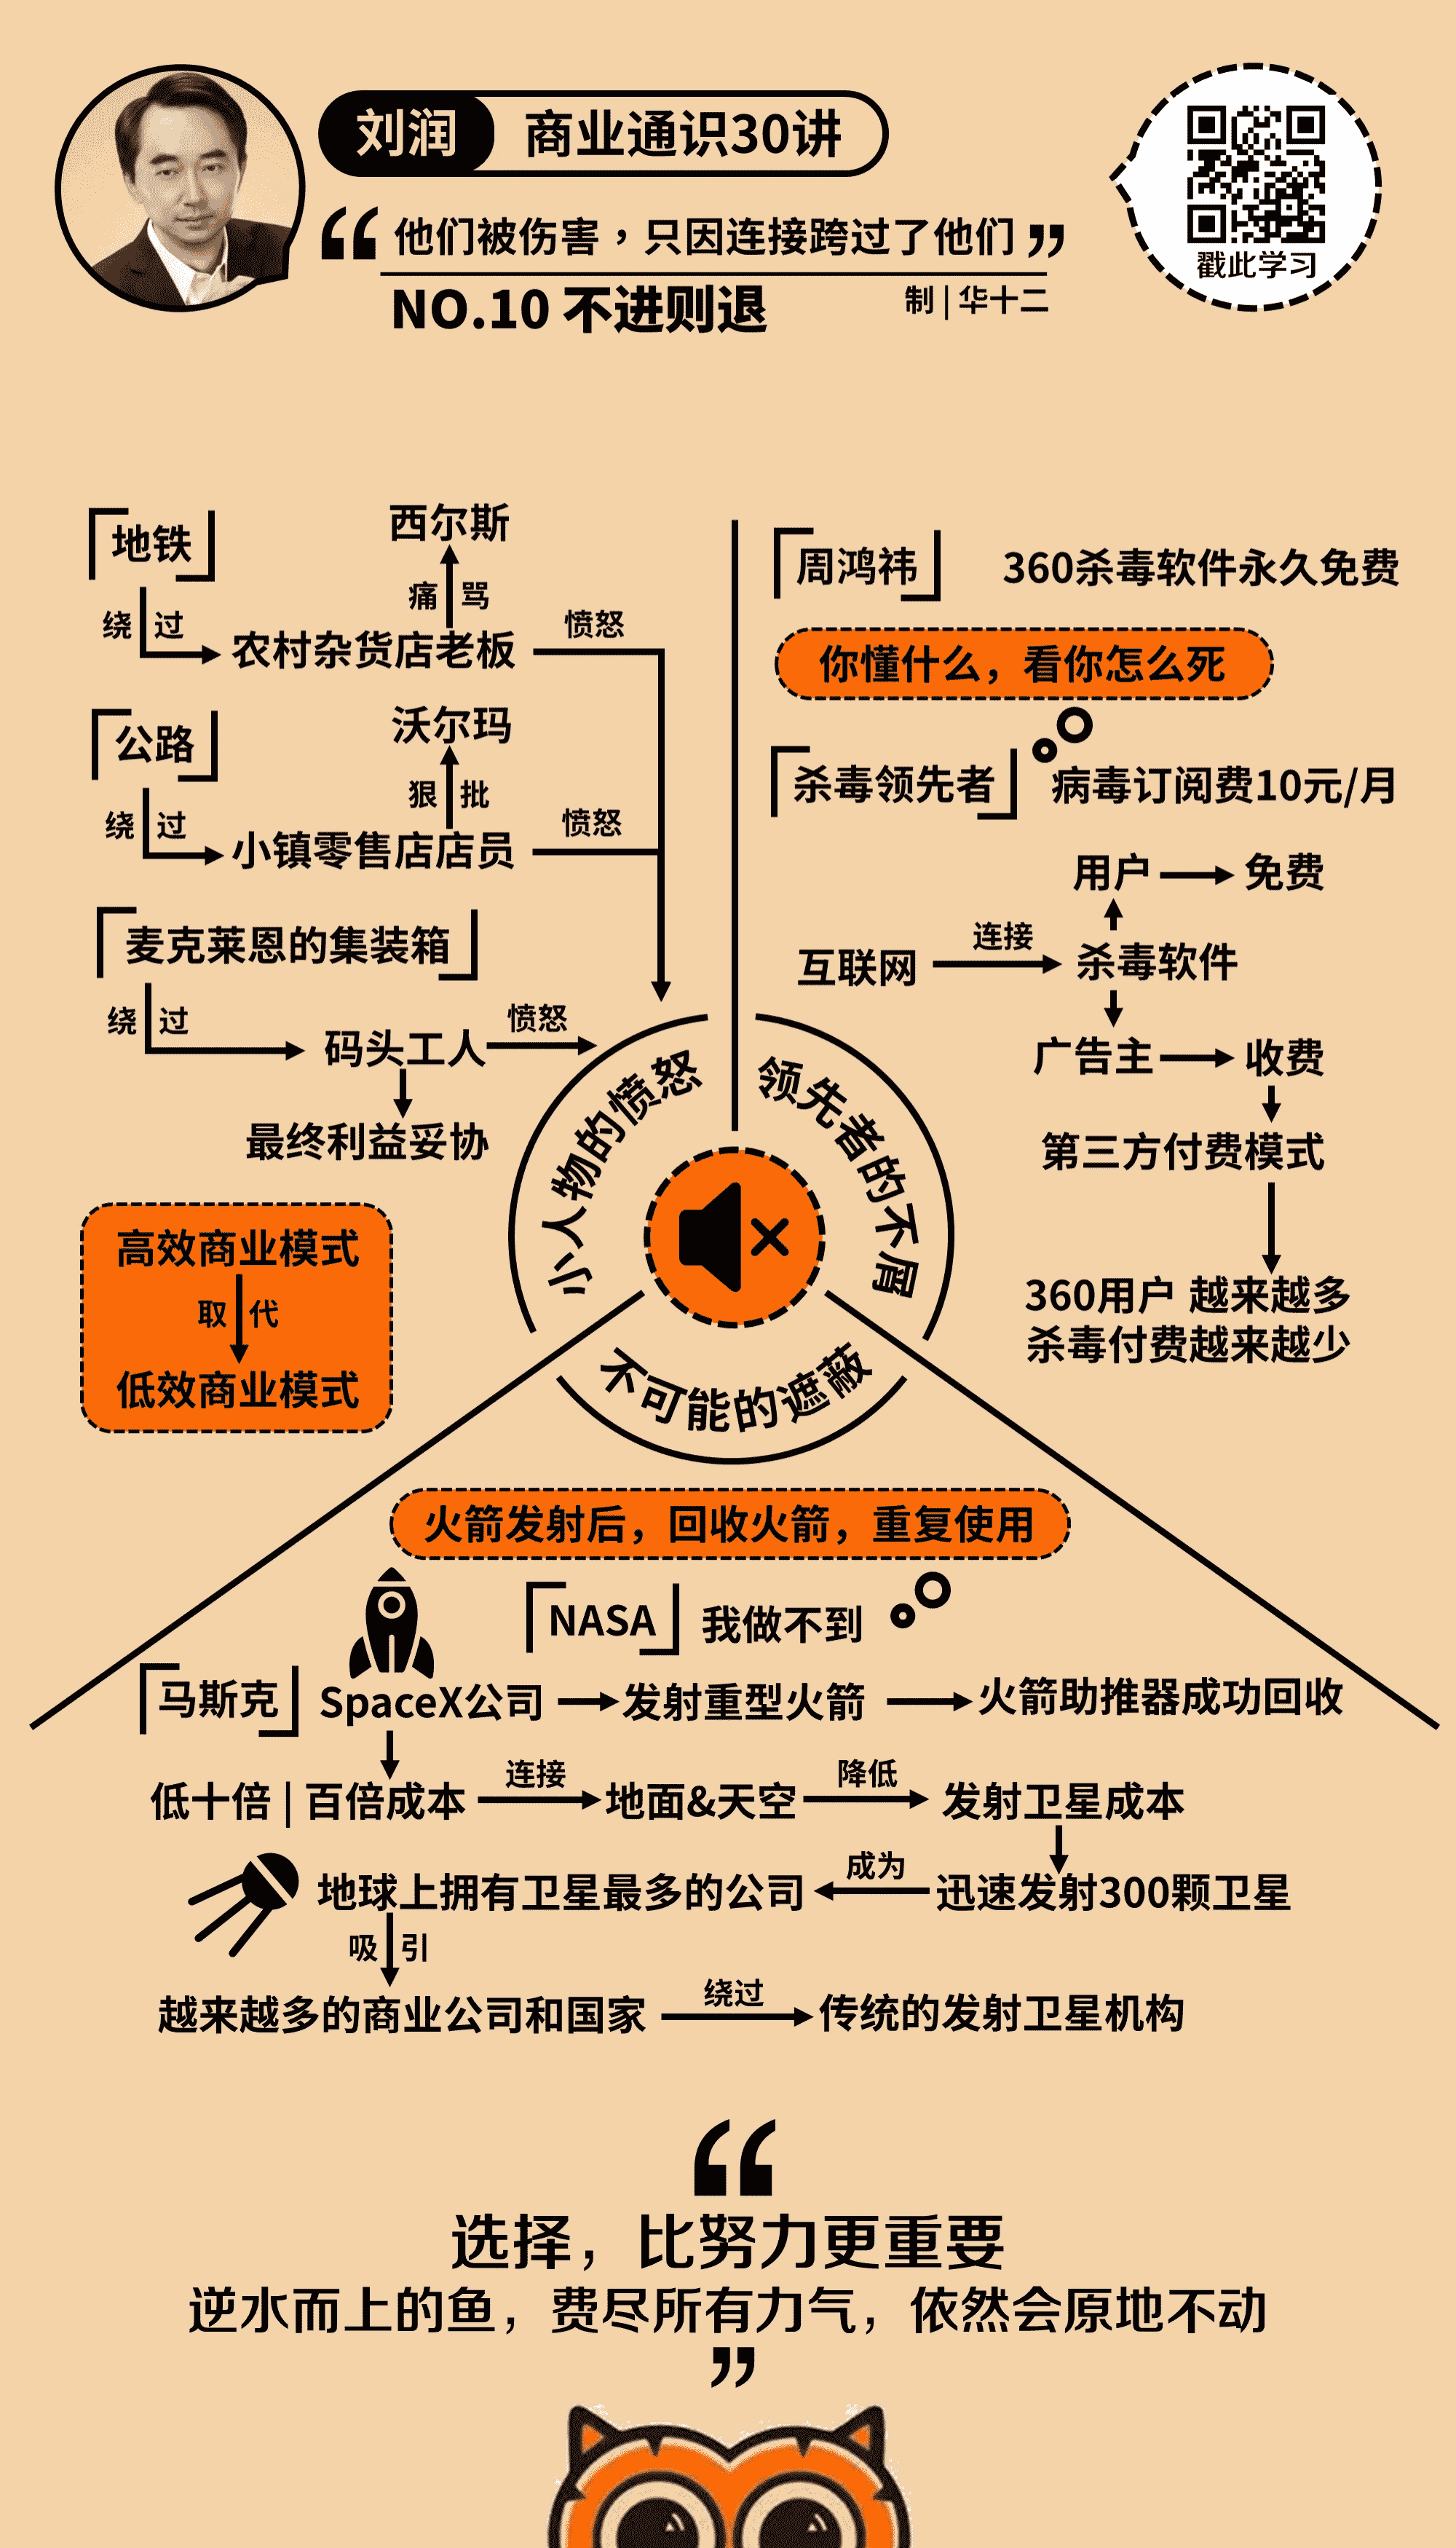 刘润 商业通识30讲
“他们被伤害，只因连接跨过了他们”
NO.10 不进则退
制|华十二
戳此学习
地铁
绕过
农村杂货店老板
痛骂
西尔斯
愤怒
公路
绕过
小镇零售店店员
狠批
沃尔玛
愤怒
麦克莱恩的集装箱
绕过
码头工人
愤怒
最终利益妥协
高效商业模式
取代
低效商业模式
小人物的愤怒
领先者的不屑
不可能的遮蔽
周鸿祎
360杀毒软件永久免费
你懂什么，看你怎么死
杀毒领先者
病毒订阅费10元/月
用户
免费
互联网
连接
杀毒软件
广告主
收费
第三方付费模式
360用户 越来越多
杀毒付费越来越少
火箭发射后，回收火箭，重复使用
NASA
我做不到
马斯克
SpaceX公司
发射重型火箭
火箭助推器成功回收
低十倍|百倍成本
连接
地面&天空
降低
发射卫星成本
地球上拥有卫星最多的公司
成为
迅速发射300颗卫星
吸引
越来越多的商业公司和国家
绕过
传统的发射卫星机构
“
选择，比努力更重要
逆水而上的鱼，费尽所有力气，依然会原地不动
”